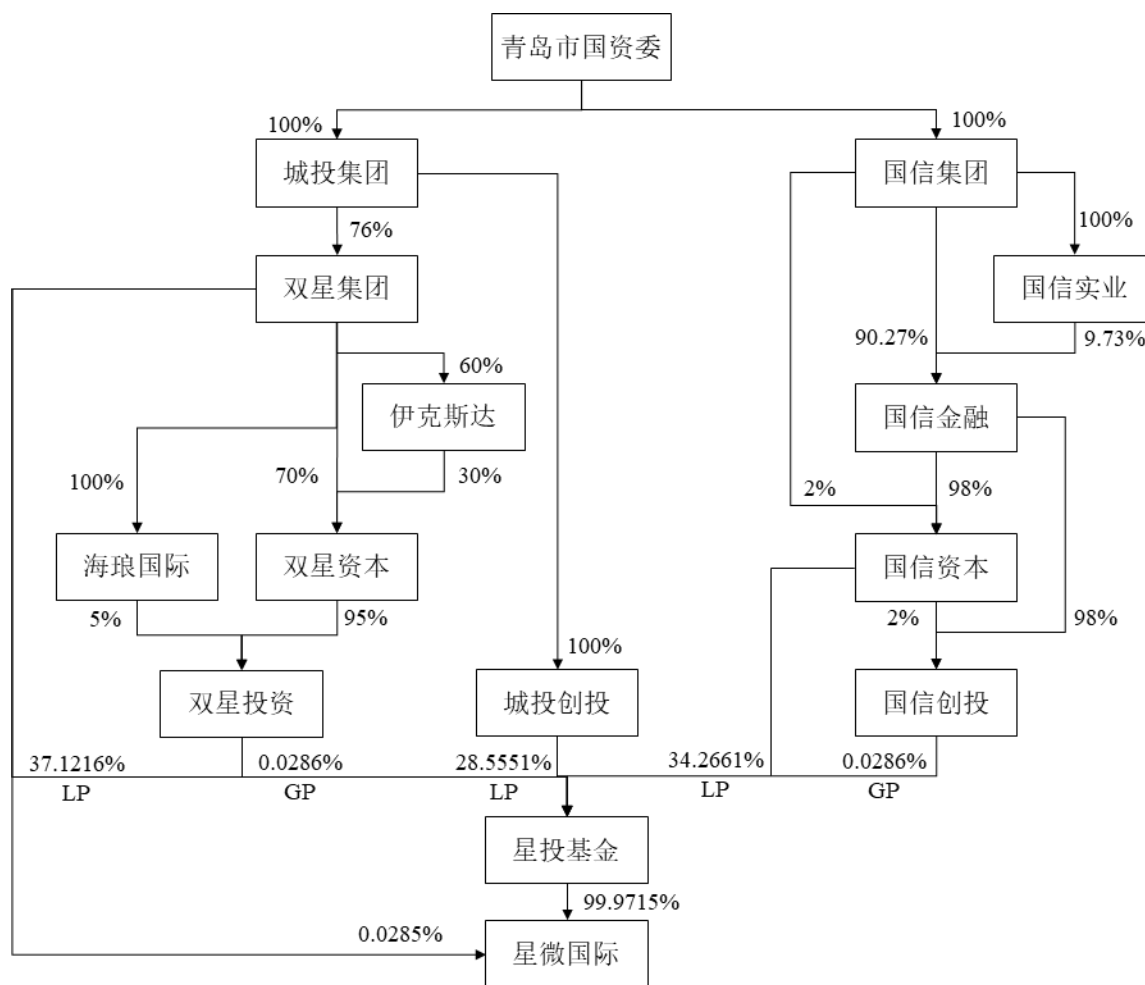 青岛市国资委
100%
100%
城投集团
国信集团
76%
100%
双星集团
国信实业
90.27%
9.73%
60%
伊克斯达
国信金融
100%
70%
30%
2%
98%
海琅国际
双星资本
国信资本
5%
95%
2%
98%
100%
双星投资
城投创投
国信创投
37.1216%
0.0286%
28.5551%
34.2661%
0.0286%
LP
GP
LP
LP
GP
星投基金
99.9715%
0.0285%
星微国际